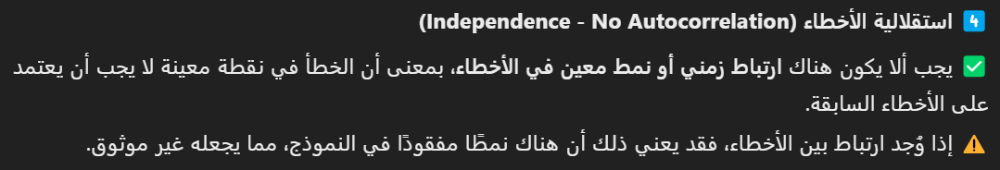 4️⃣ استقلالية الأخطاء (Independence - No Autocorrelation)
✅ يجب ألا يكون هناك ارتباط زمني أو نمط معين في الأخطاء، بمعنى أن الخطأ في نقطة معينة لا يجب أن يعتمد
على الأخطاء السابقة.
⚠️ إذا وُجد ارتباط بين الأخطاء، فقد يعني ذلك أن هناك نمطًا مفقودًا في النموذج، مما يجعله غير موثوق.